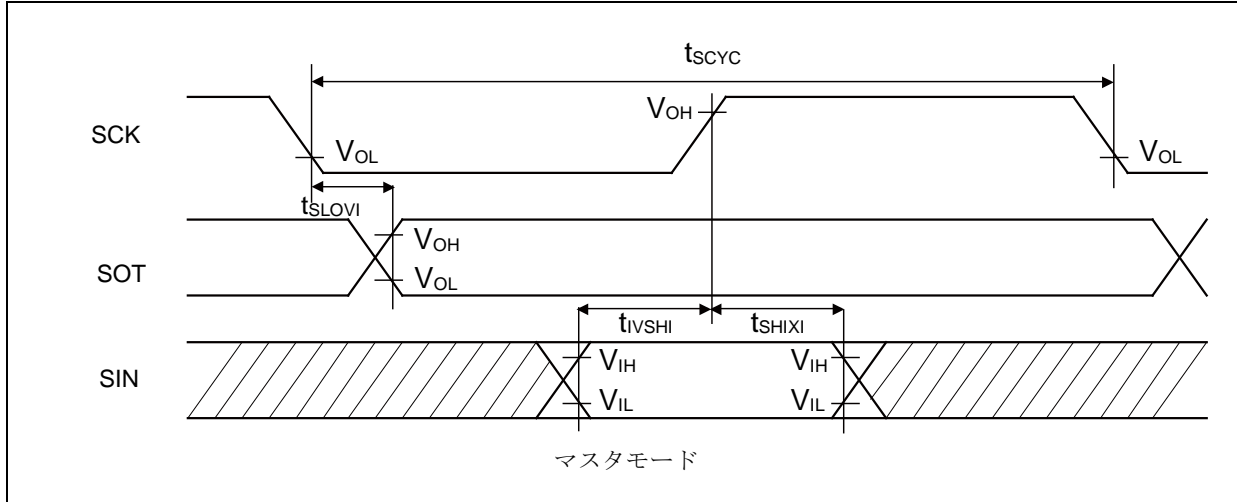 tSCYC
SCK
VOH
VOL
VOL
tSLOVI
SOT
VOH
VOL
tIVSHI
tSHIXI
SIN
VIH
VIH
VIL
VIL
マスタモード